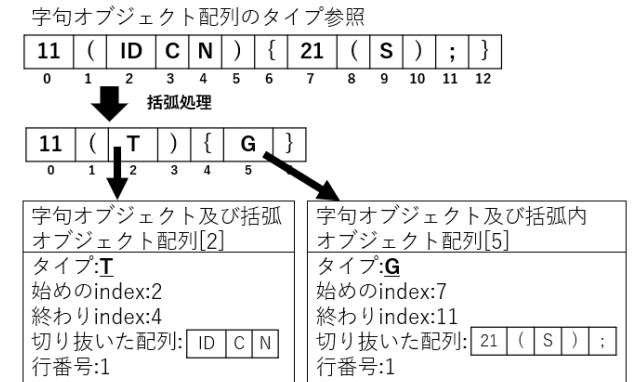 字句オブジェクト配列のタイプ参照
11 ( ID C N ) { 21 ( S ) ; }
0 1 2 3 4 5 6 7 8 9 10 11 12
括弧処理
11 ( T ) { G }
0 1 2 3 4 5
字句オブジェクト及び括弧
オブジェクト配列[2]
タイプ:T
始めのindex:2
終わりindex:4
切り抜いた配列: ID C N
行番号:1
字句オブジェクト及び括弧内
オブジェクト配列[5]
タイプ:G
始めのindex:7
終わりindex:11
切り抜いた配列: 21 ( S ) ;
行番号:1